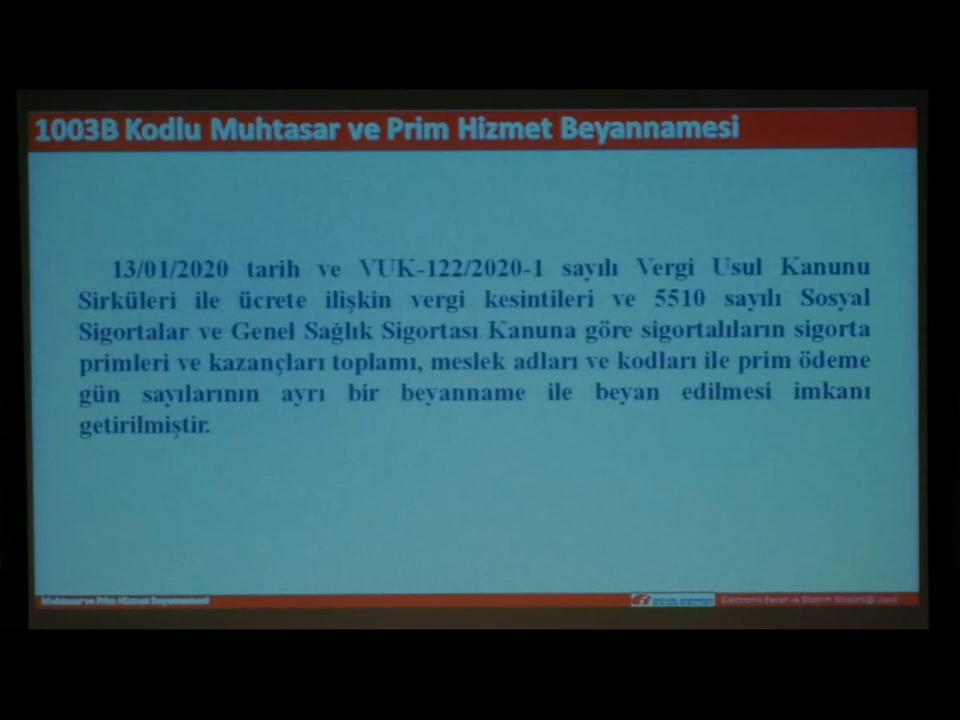 1003B Kodlu Muhtasar ve Prim Hizmet Beyannamesi
13/01/2020 tarih ve VUK-122/2020-1 sayılı Vergi Usul Kanunu
Sirküleri ile ücrete ilişkin vergi kesintileri ve 5510 sayılı Sosyal
Sigortalar ve Genel Sağlık Sigortası Kanuna göre sigortalıların sigorta
primleri ve kazançları toplamı, meslek adları ve kodları ile prim ödeme
gün sayılarının ayrı bir beyanname ile beyan edilmesi imkanı
getirilmiştir.
Muhtasar ve Prim Hizmet Beyannamesi